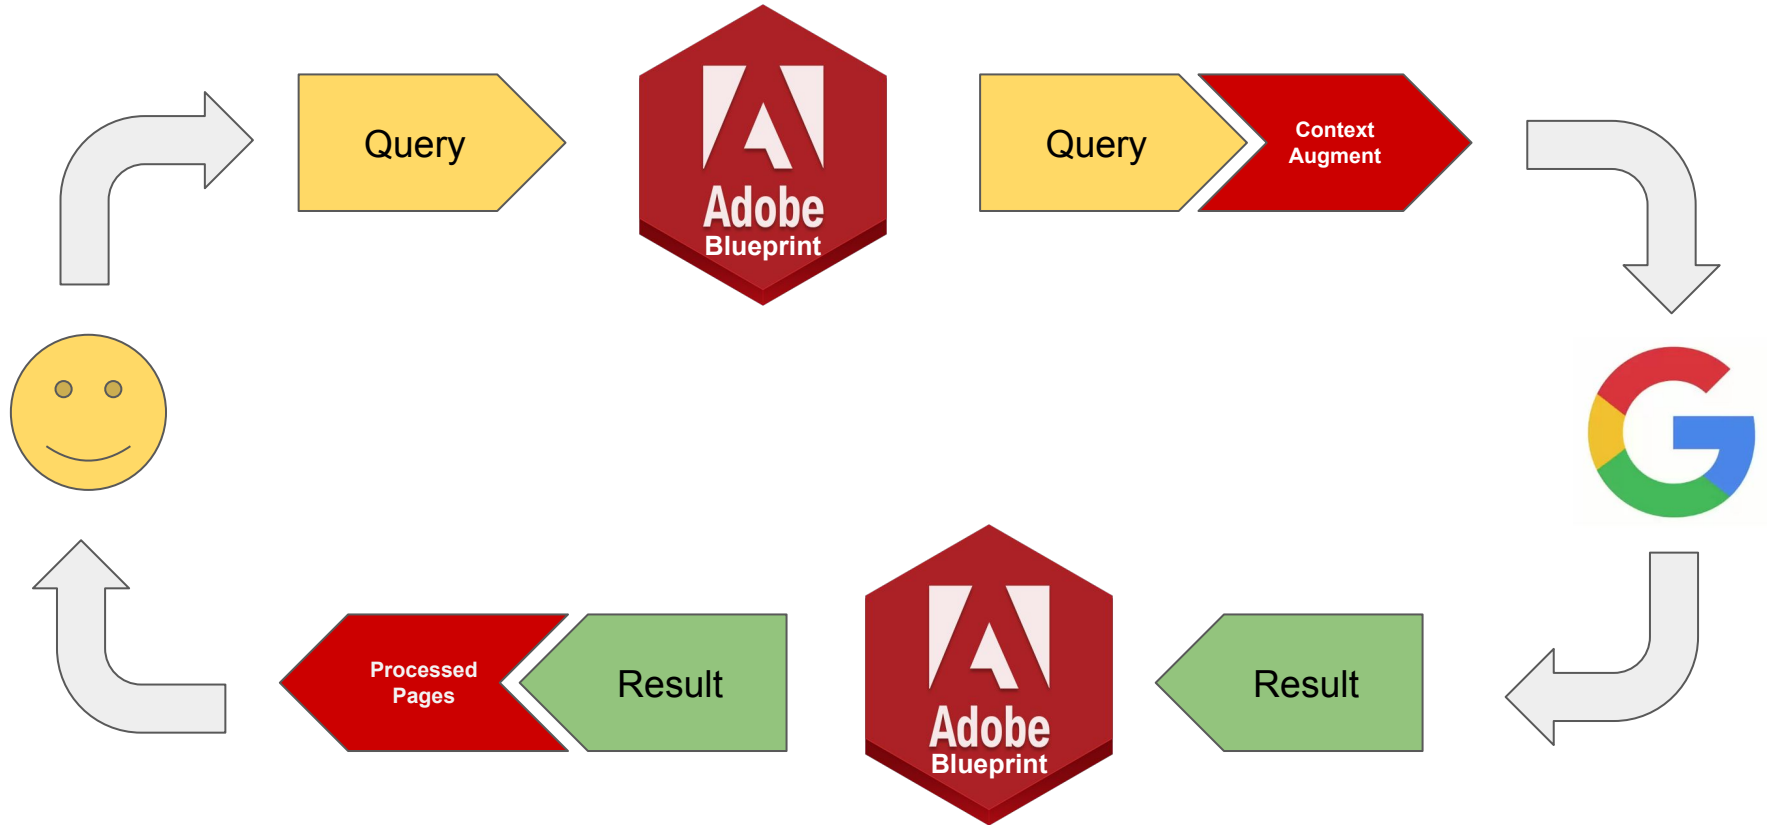 Query
Adobe
Blueprint
Query
Context
Augment
Processed
Pages
Result
Adobe
Blueprint
Result